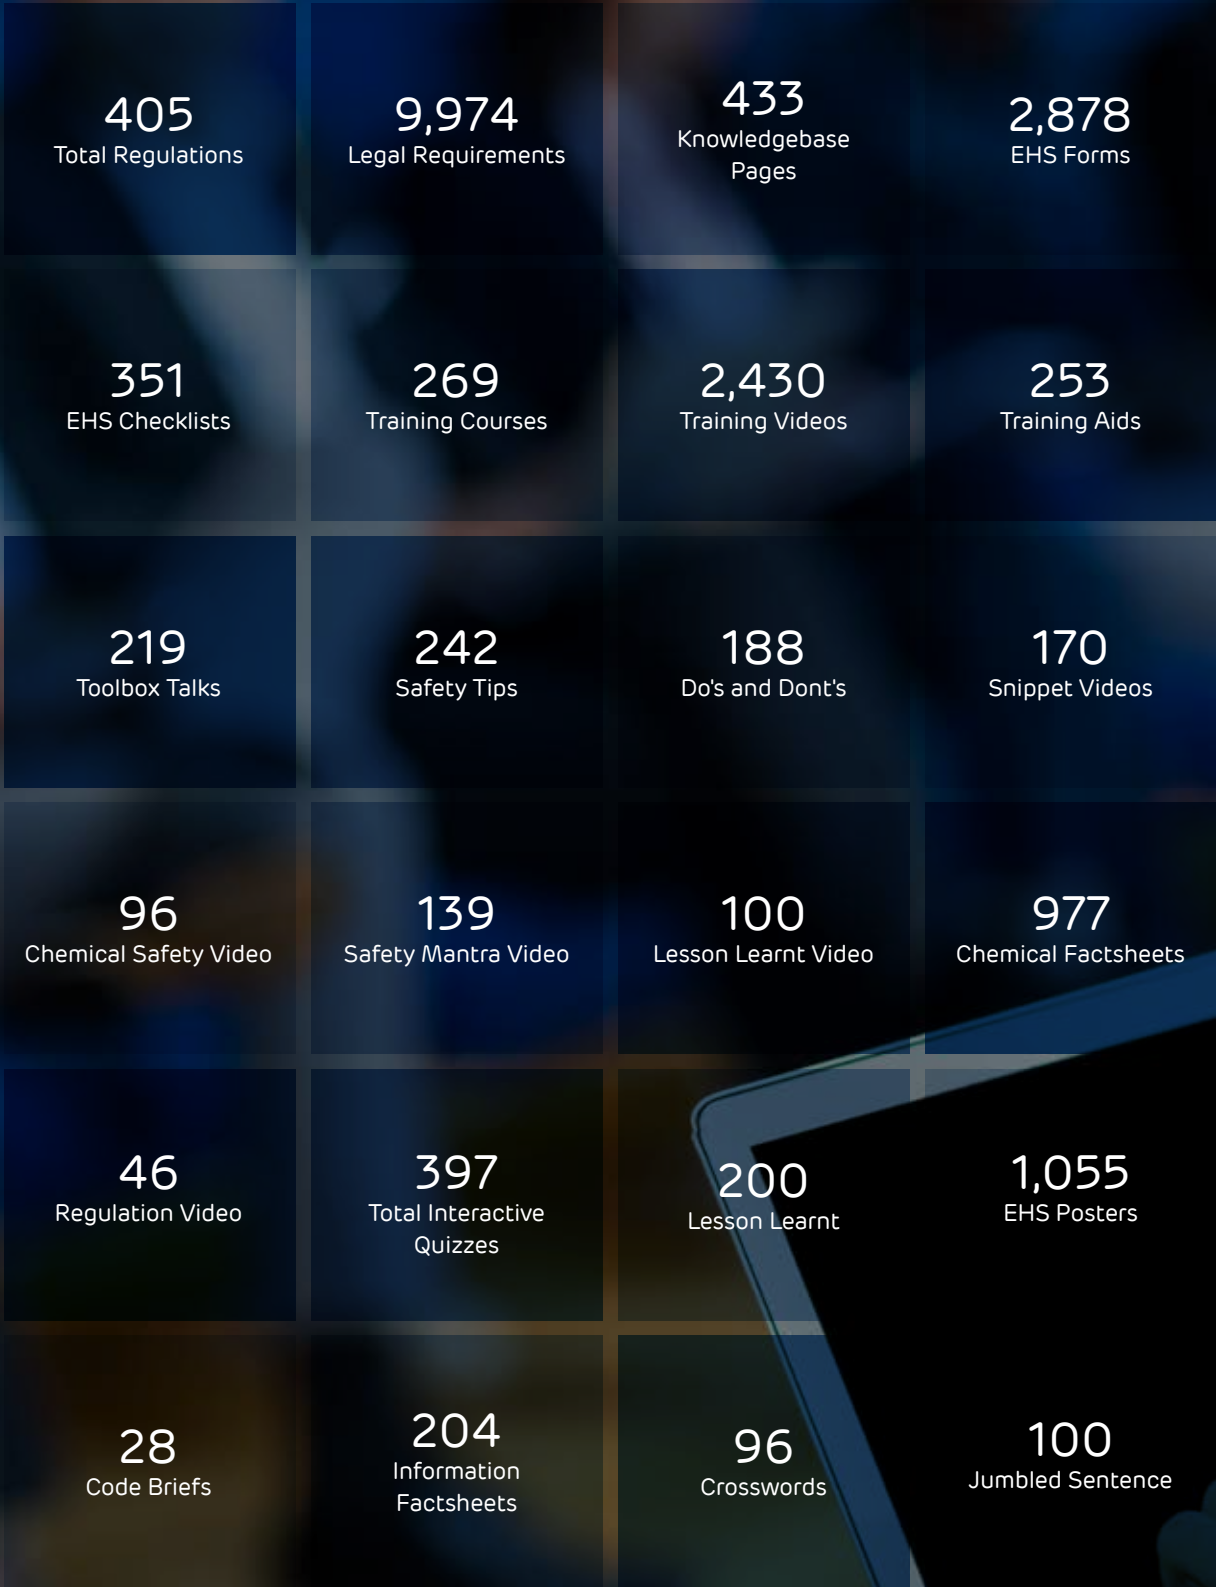 405
Total Regulations
9,974
Legal Requirements
433
Knowledgebase
Pages
2,878
EHS Forms
351
EHS Checklists
269
Training Courses
2,430
Training Videos
253
Training Aids
219
Toolbox Talks
242
Safety Tips
188
Do's and Dont's
170
Snippet Videos
96
Chemical Safety Video
139
Safety Mantra Video
100
Lesson Learnt Video
977
Chemical Factsheets
46
Regulation Video
397
Total Interactive
Quizzes
200
Lesson Learnt
1,055
EHS Posters
28
Code Briefs
204
Information
Factsheets
96
Crosswords
100
Jumbled Sentence